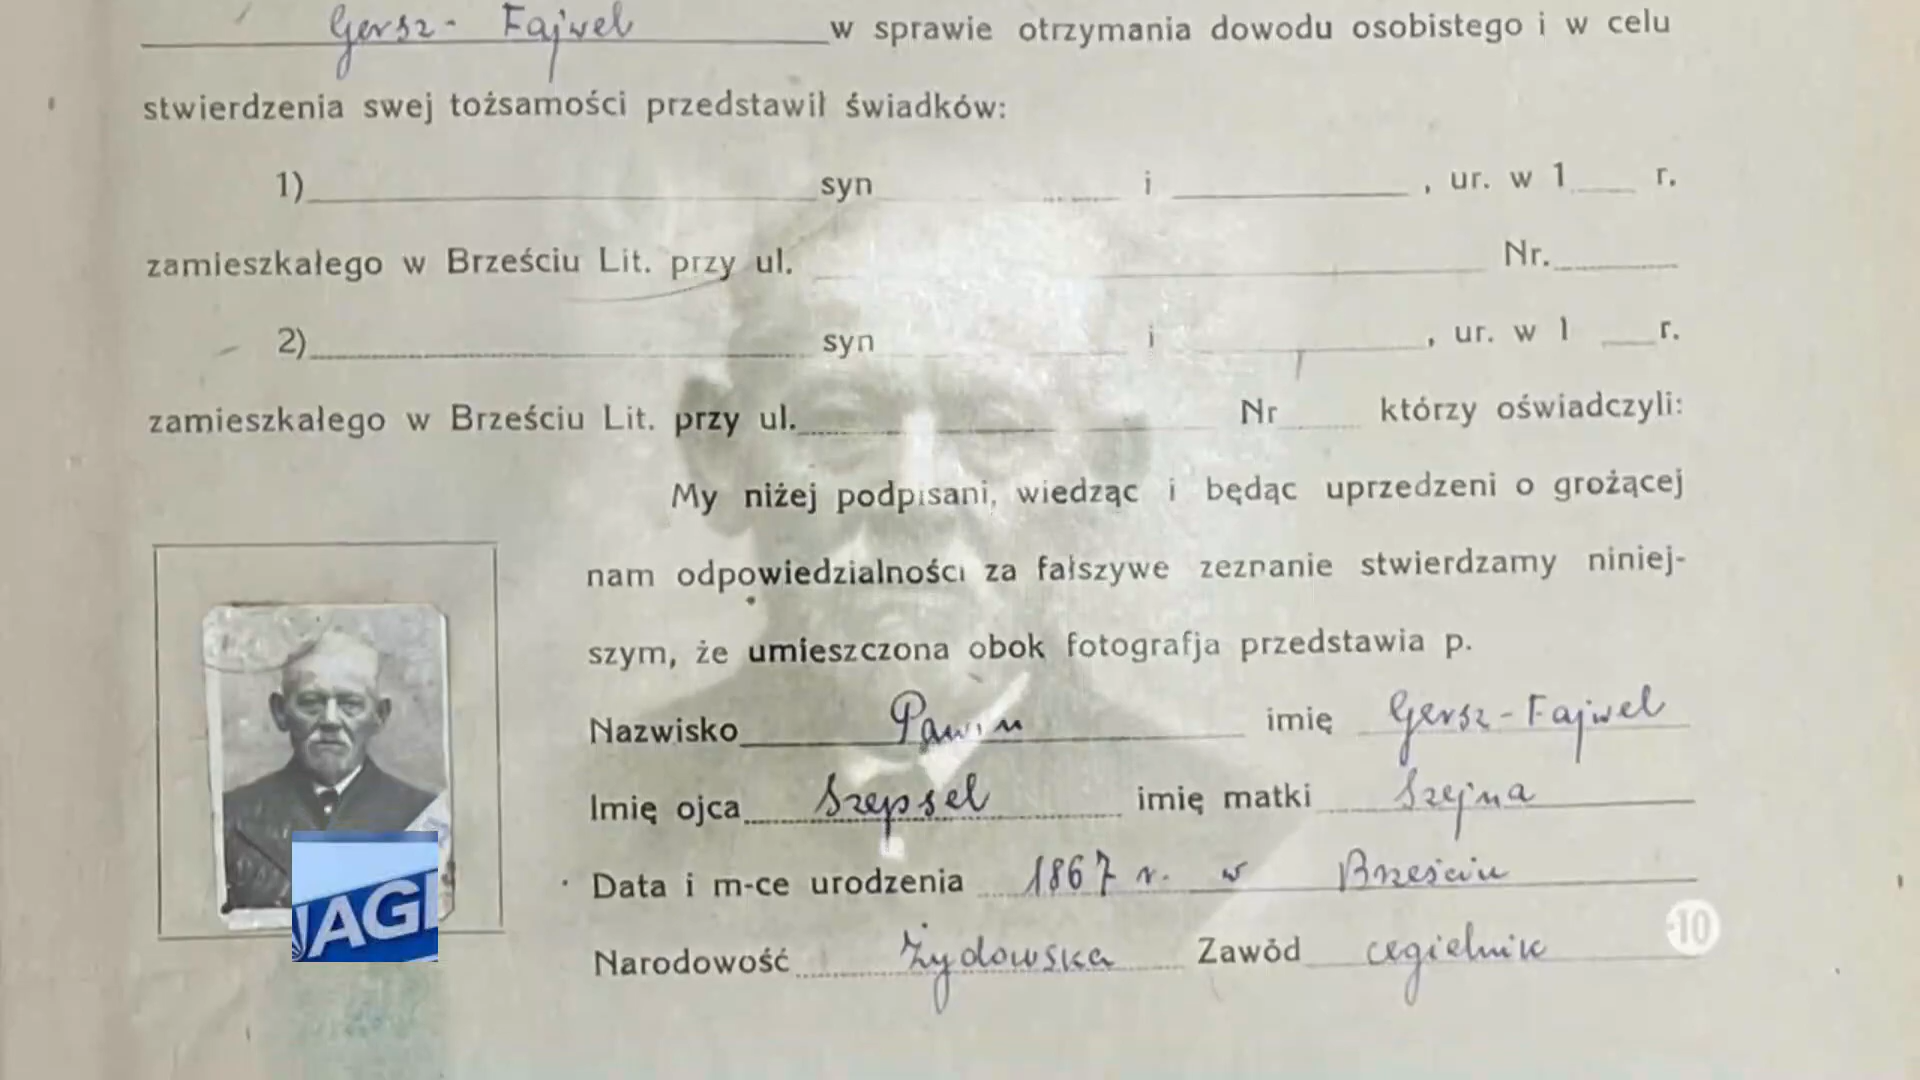 Gersz- Fajwel w sprawie otrzymania dowodu osobistego i w celu
stwierdzenia swej tożsamości przedstawił świadków:
1) syn i , ur. w 1 r.
zamieszkałego w Brześciu Lit. przy ul. Nr.
2) syn i , ur. w 1 r.
zamieszkałego w Brześciu Lit. przy ul. Nr którzy oświadczyli:
My niżej podpisani, wiedząc i będąc uprzedzeni o grożącej
nam odpowiedzialności za fałszywe zeznanie stwierdzamy niniej-
szym, że umieszczona obok fotografja przedstawia p.
Nazwisko Pawin imię Gersz-Fajwel
Imię ojca Szepsel imię matki Szejna
Data i m-ce urodzenia 1867 r. w Brześciu
Narodowość Żydowska Zawód cegielnik
-10